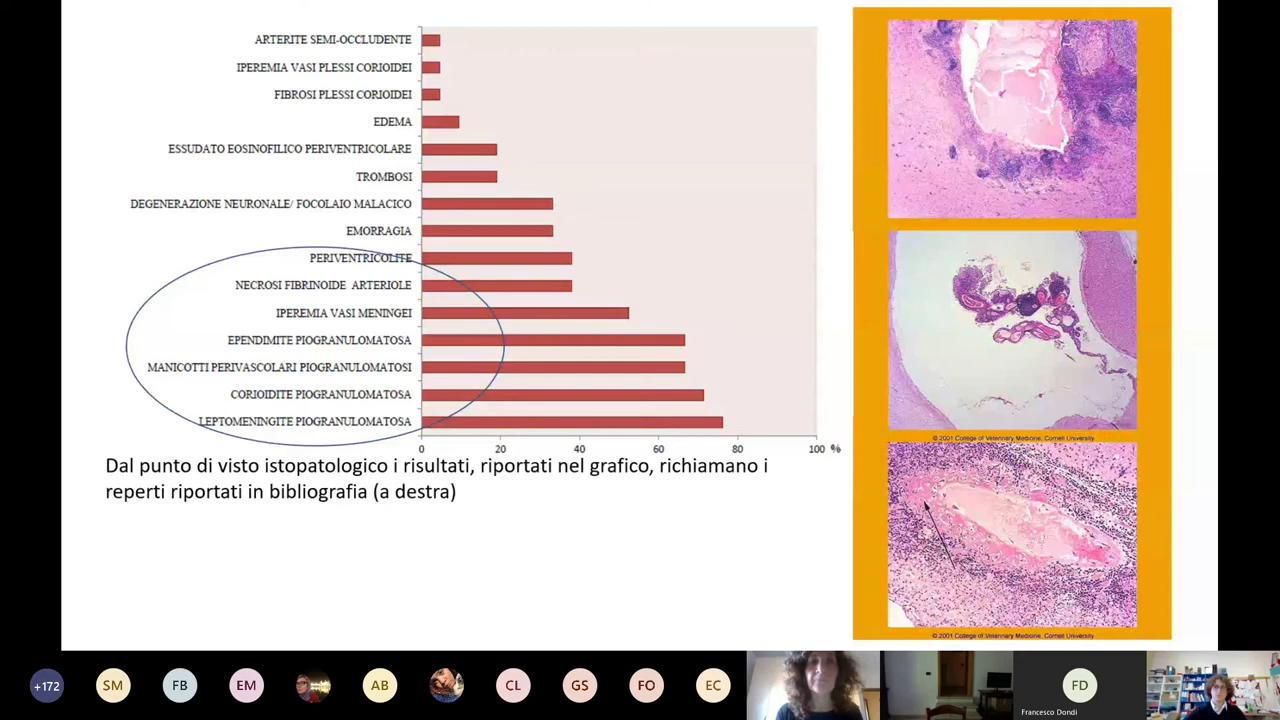 ARTERITE SEMI-OCCLUDENTE
IPEREMIA VASI PLESSI CORIOIDEI
FIBROSI PLESSI CORIOIDEI
EDEMA
ESSUDATO EOSINOFILICO PERIVENTRICOLARE
TROMBOSI
DEGENERAZIONE NEURONALE/ FOCOLAIO MALACICO
EMORRAGIA
PERIVENTRICOLITE
NECROSI FIBRINOIDE ARTERIOLE
IPEREMIA VASI MENINGEI
EPENDIMITE PIOGRANULOMATOSA
MANICOTTI PERIVASCOLARI PIOGRANULOMATOSI
CORIOIDITE PIOGRANULOMATOSA
LEPTOMENINGITE PIOGRANULOMATOSA
0 20 40 60 80 100 %
Dal punto di visto istopatologico i risultati, riportati nel grafico, richiamano i
reperti riportati in bibliografia (a destra)
© 2001 College of Veterinary Medicine, Cornell University
© 2001 College of Veterinary Medicine, Cornell University
+172
SM
FB
EM
AB
CL
GS
FO
EC
FD
Francesco Dondi